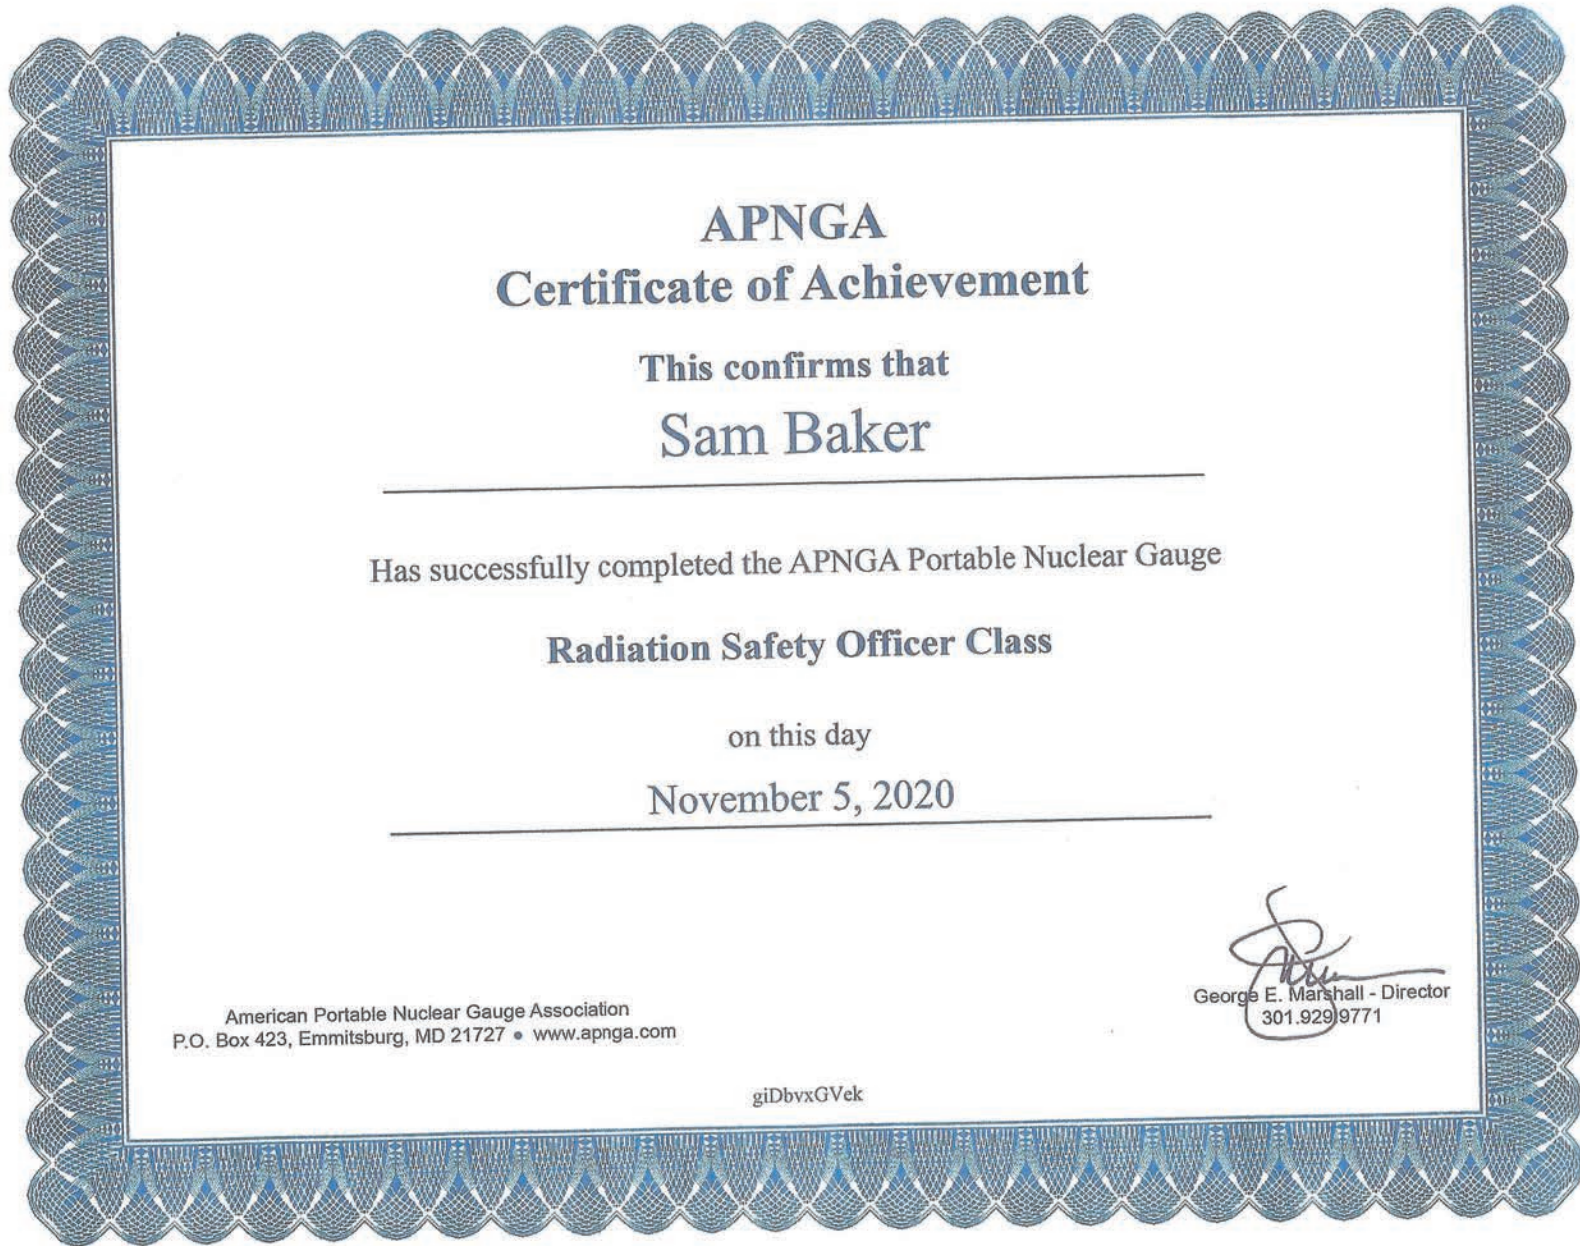 APNGA
Certificate of Achievement
This confirms that
Sam Baker
Has successfully completed the APNGA Portable Nuclear Gauge
Radiation Safety Officer Class
on this day
November 5, 2020
George E. Marshall - Director
301.929.9771
American Portable Nuclear Gauge Association
P.O. Box 423, Emmitsburg, MD 21727 • www.apnga.com
giDbvxGVek